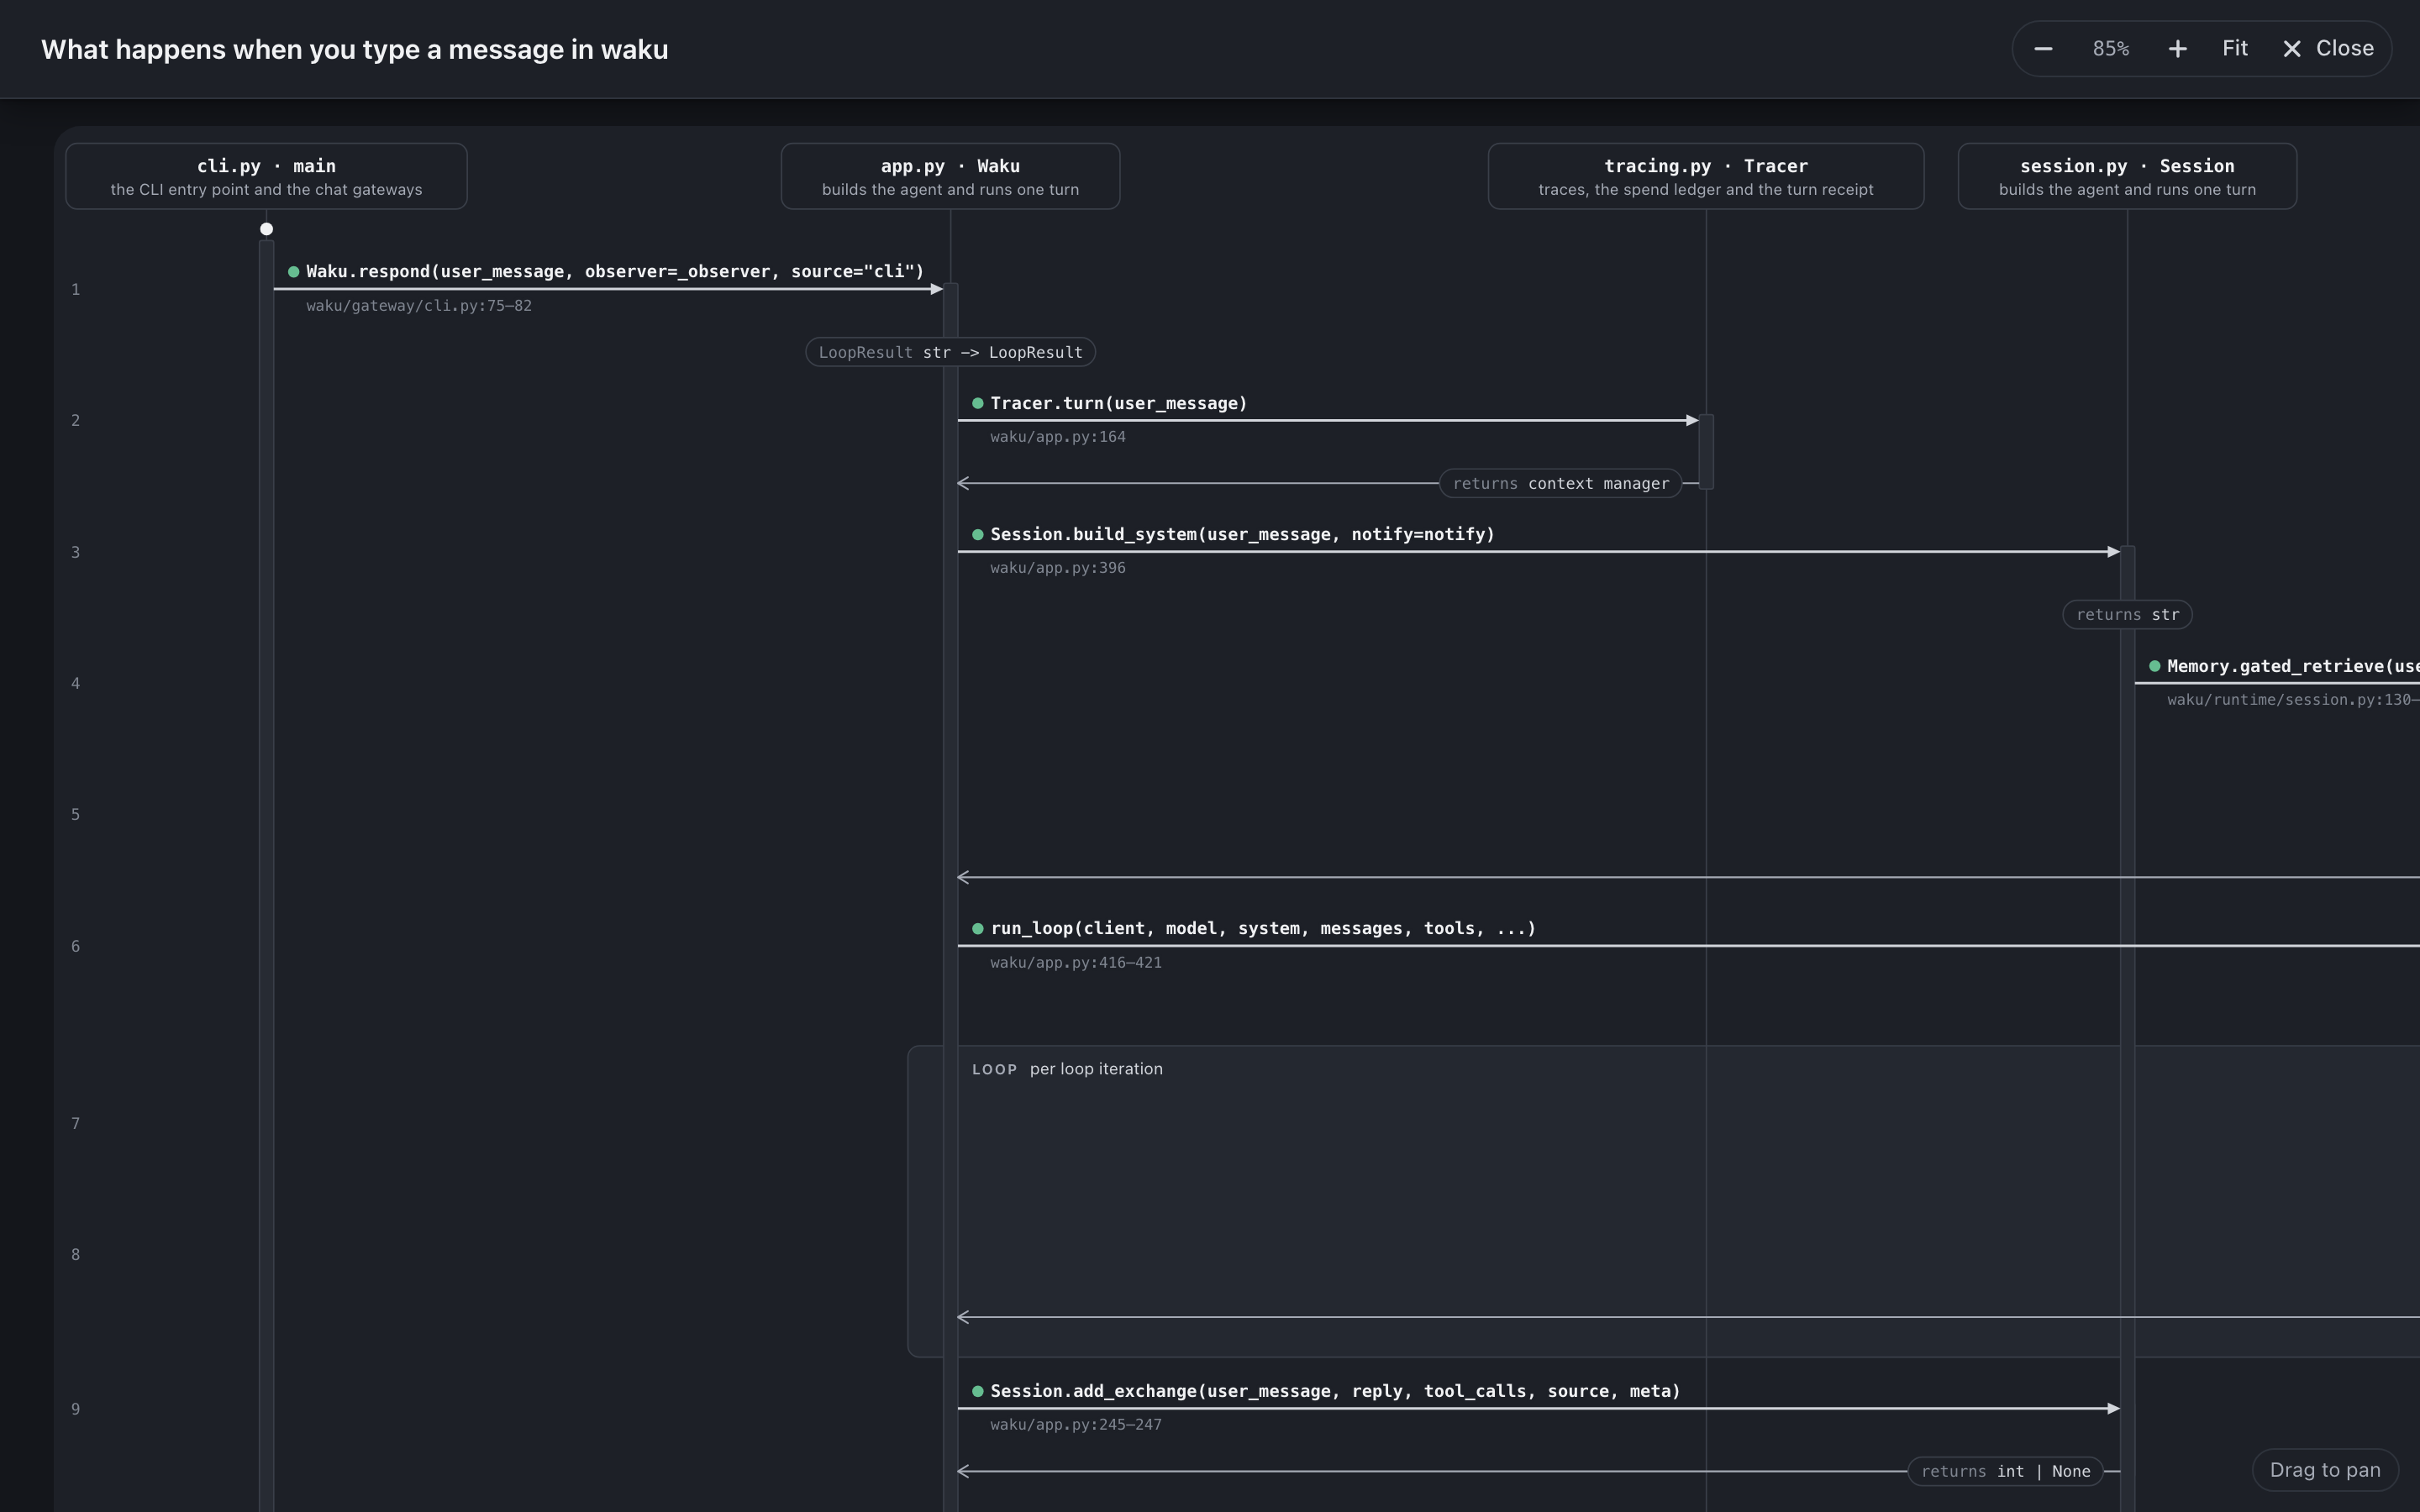 What happens when you type a message in waku
85%
Fit
Close
cli.py · main
the CLI entry point and the chat gateways
app.py · Waku
builds the agent and runs one turn
tracing.py · Tracer
traces, the spend ledger and the turn receipt
session.py · Session
builds the agent and runs one turn
1
Waku.respond(user_message, observer=_observer, source="cli")
waku/gateway/cli.py:75–82
LoopResult str –> LoopResult
2
Tracer.turn(user_message)
waku/app.py:164
returns context manager
3
Session.build_system(user_message, notify=notify)
waku/app.py:396
returns str
4
Memory.gated_retrieve(use
waku/runtime/session.py:130–
5
6
run_loop(client, model, system, messages, tools, ...)
waku/app.py:416–421
LOOP per loop iteration
7
8
9
Session.add_exchange(user_message, reply, tool_calls, source, meta)
waku/app.py:245–247
returns int | None
Drag to pan